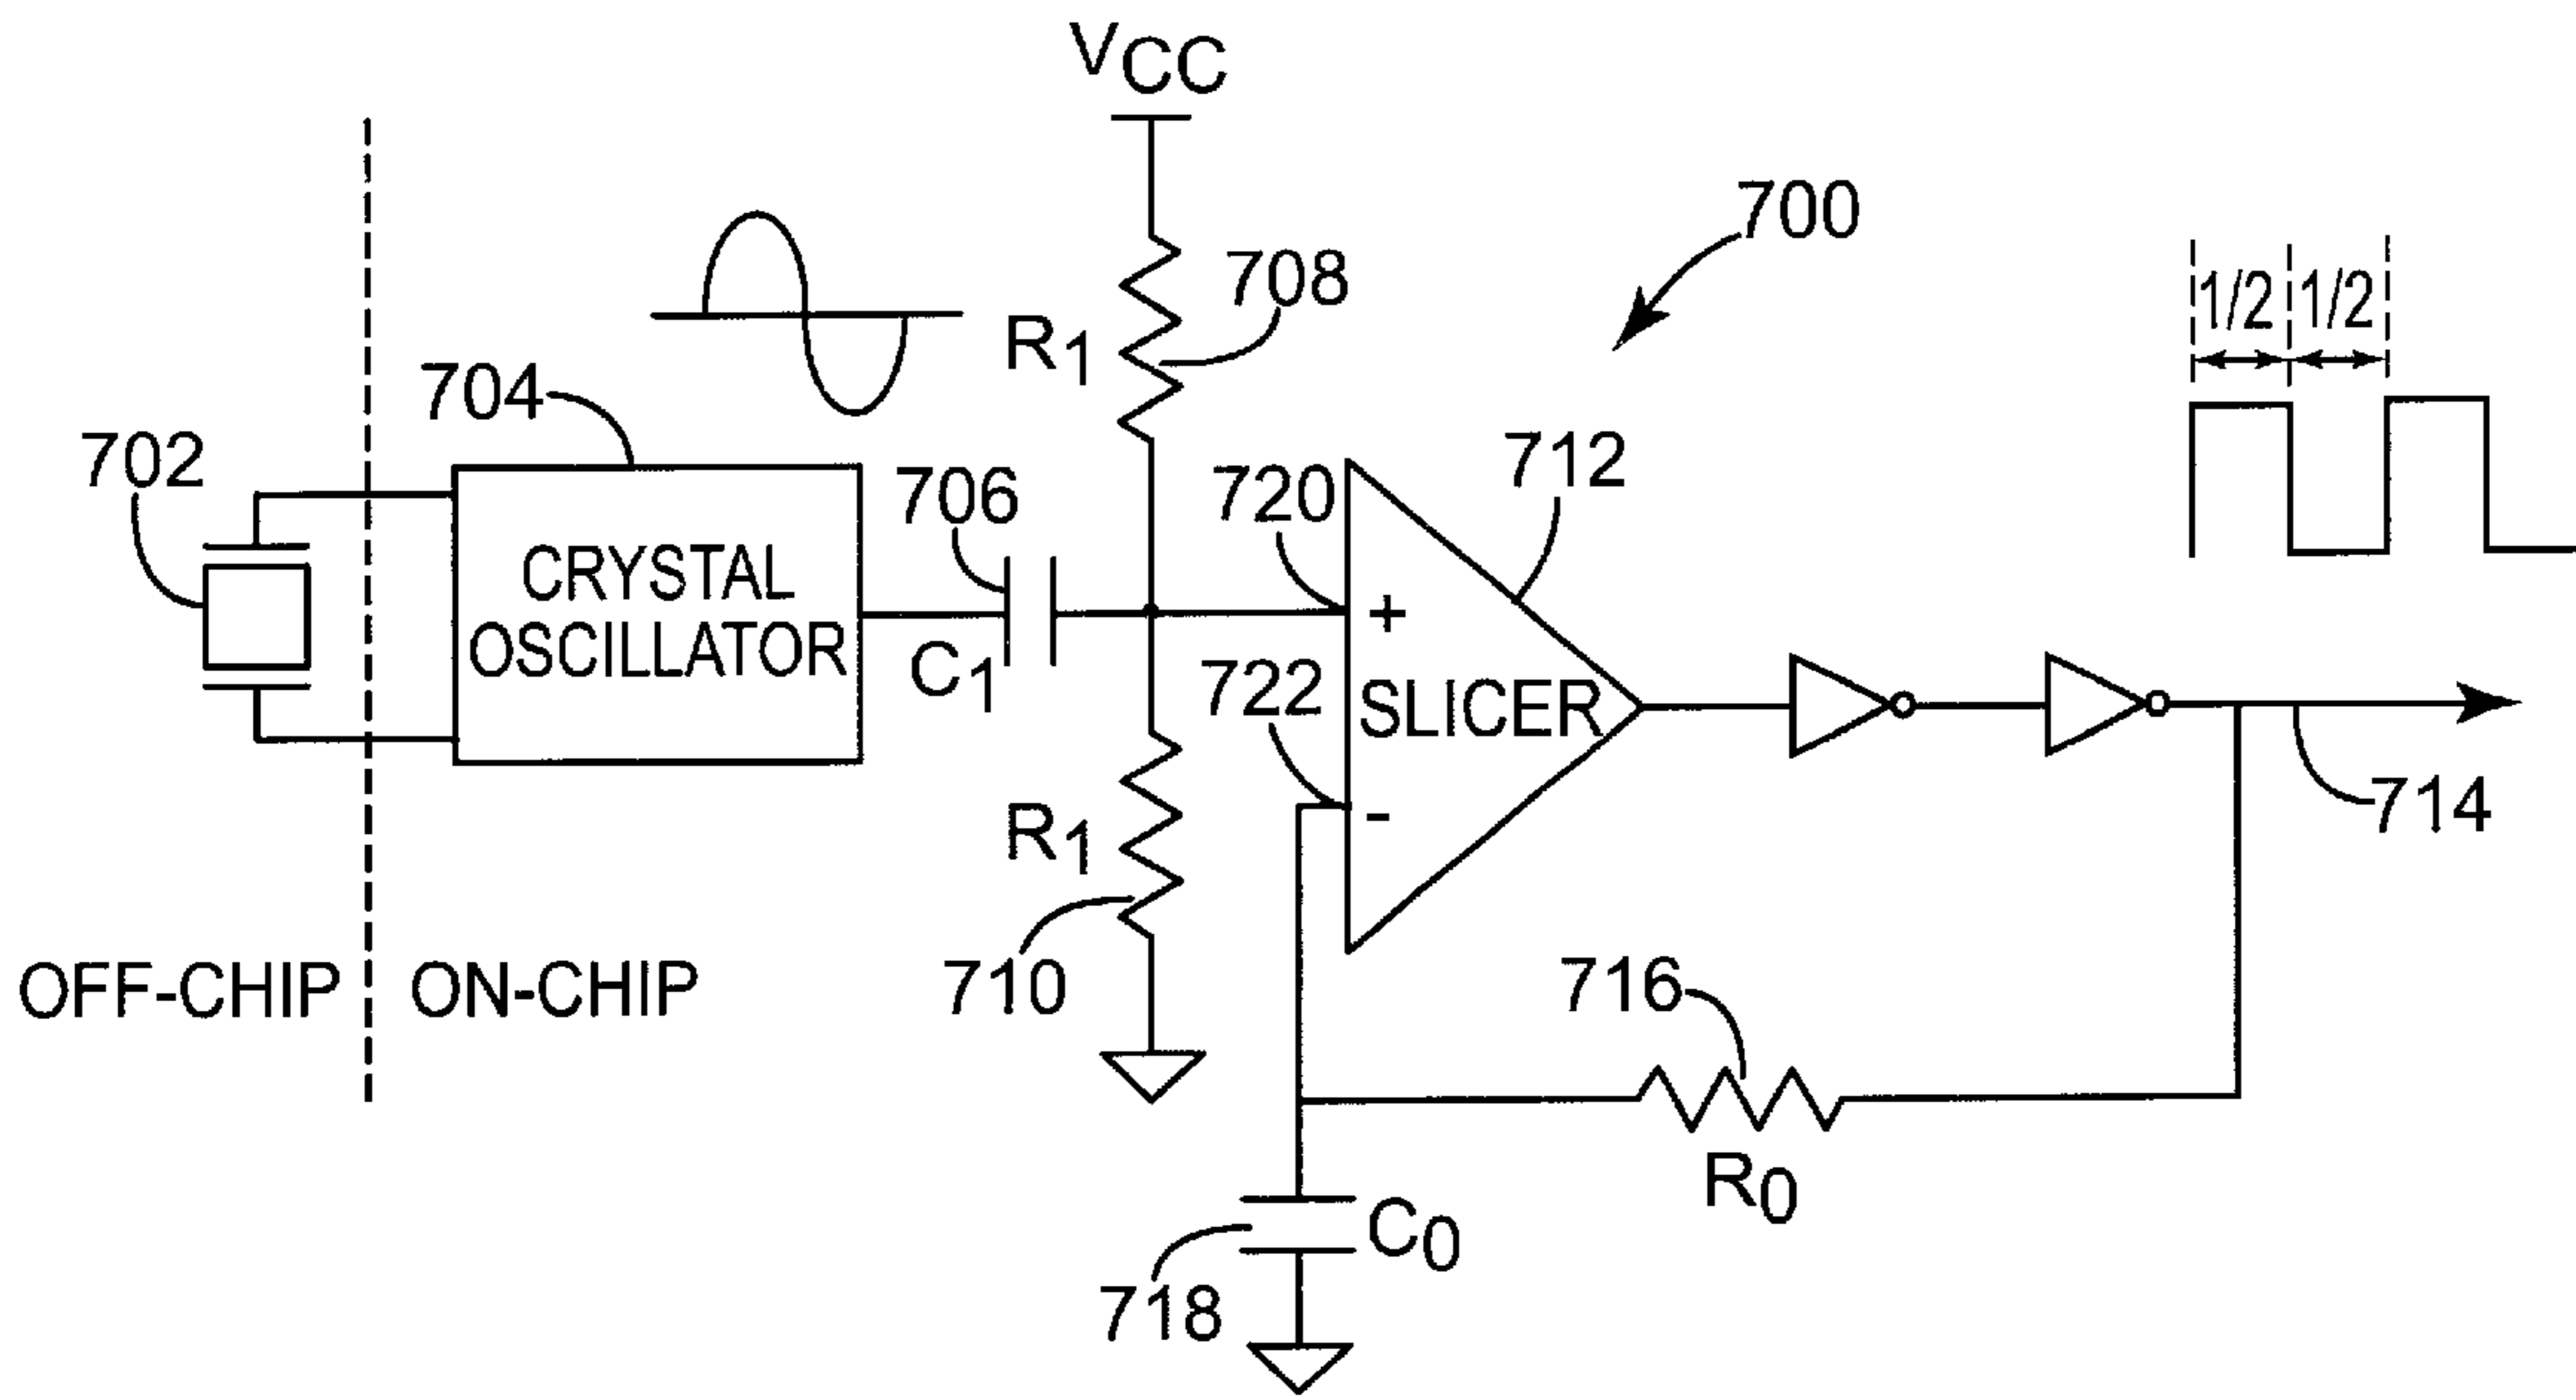 VCC
700
708
1/2 1/2
R1
704
702
706
720
712
CRYSTAL
OSCILLATOR
+
C1
722
SLICER
714
-
R1
710
716
OFF-CHIP
ON-CHIP
R0
C0
718